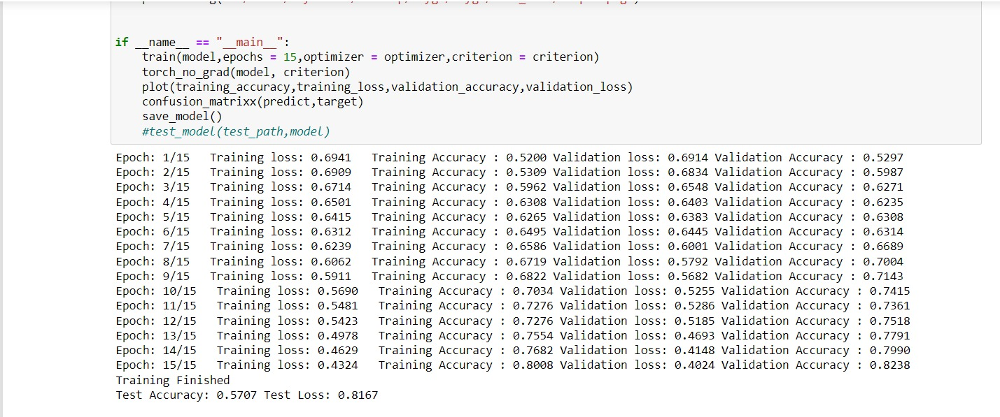 if __name__ == "__main__":
    train(model,epochs = 15,optimizer = optimizer,criterion = criterion)
    torch_no_grad(model, criterion)
    plot(training_accuracy,training_loss,validation_accuracy,validation_loss)
    confusion_matrixx(predict,target)
    save_model()
    #test_model(test_path,model)
Epoch: 1/15   Training loss: 0.6941   Training Accuracy : 0.5200 Validation loss: 0.6914 Validation Accuracy : 0.5297
Epoch: 2/15   Training loss: 0.6909   Training Accuracy : 0.5309 Validation loss: 0.6834 Validation Accuracy : 0.5987
Epoch: 3/15   Training loss: 0.6714   Training Accuracy : 0.5962 Validation loss: 0.6548 Validation Accuracy : 0.6271
Epoch: 4/15   Training loss: 0.6501   Training Accuracy : 0.6308 Validation loss: 0.6403 Validation Accuracy : 0.6235
Epoch: 5/15   Training loss: 0.6415   Training Accuracy : 0.6265 Validation loss: 0.6383 Validation Accuracy : 0.6308
Epoch: 6/15   Training loss: 0.6312   Training Accuracy : 0.6495 Validation loss: 0.6445 Validation Accuracy : 0.6314
Epoch: 7/15   Training loss: 0.6239   Training Accuracy : 0.6586 Validation loss: 0.6001 Validation Accuracy : 0.6689
Epoch: 8/15   Training loss: 0.6062   Training Accuracy : 0.6719 Validation loss: 0.5792 Validation Accuracy : 0.7004
Epoch: 9/15   Training loss: 0.5911   Training Accuracy : 0.6822 Validation loss: 0.5682 Validation Accuracy : 0.7143
Epoch: 10/15   Training loss: 0.5690   Training Accuracy : 0.7034 Validation loss: 0.5255 Validation Accuracy : 0.7415
Epoch: 11/15   Training loss: 0.5481   Training Accuracy : 0.7276 Validation loss: 0.5286 Validation Accuracy : 0.7361
Epoch: 12/15   Training loss: 0.5423   Training Accuracy : 0.7276 Validation loss: 0.5185 Validation Accuracy : 0.7518
Epoch: 13/15   Training loss: 0.4978   Training Accuracy : 0.7554 Validation loss: 0.4693 Validation Accuracy : 0.7791
Epoch: 14/15   Training loss: 0.4629   Training Accuracy : 0.7682 Validation loss: 0.4148 Validation Accuracy : 0.7990
Epoch: 15/15   Training loss: 0.4324   Training Accuracy : 0.8008 Validation loss: 0.4024 Validation Accuracy : 0.8238
Training Finished
Test Accuracy: 0.5707 Test Loss: 0.8167